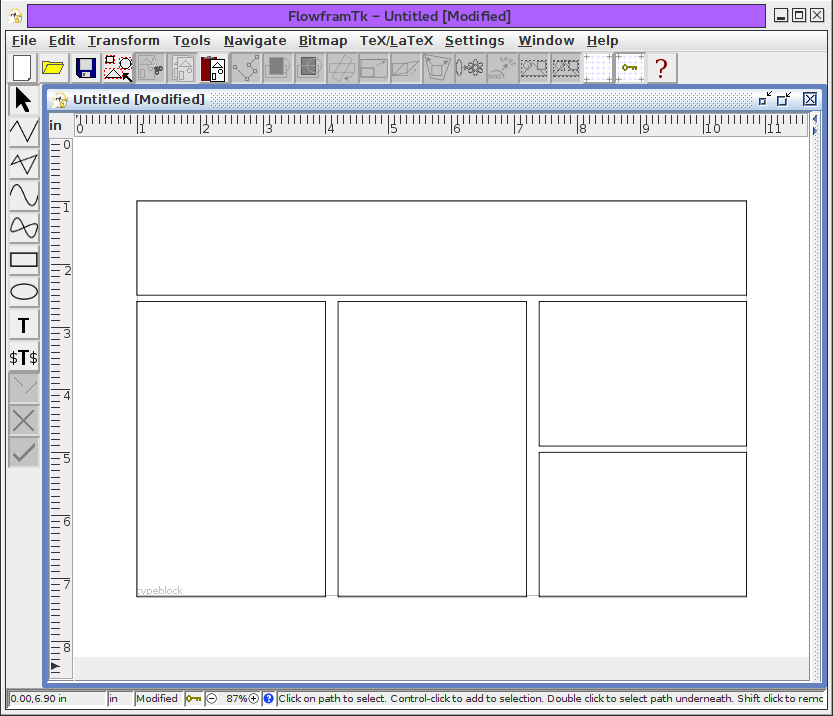 FlowframTk – Untitled [Modified]
File Edit Transform Tools Navigate Bitmap TeX/LaTeX Settings Window Help
?
Untitled [Modified]
in 0 1 2 3 4 5 6 7 8 9 10 11
0
1
2
3
4
5
6
7
8
T
$T$
typeblock
0.00,6.90 in in Modified 87% ? Click on path to select. Control-click to add to selection. Double click to select path underneath. Shift click to remo